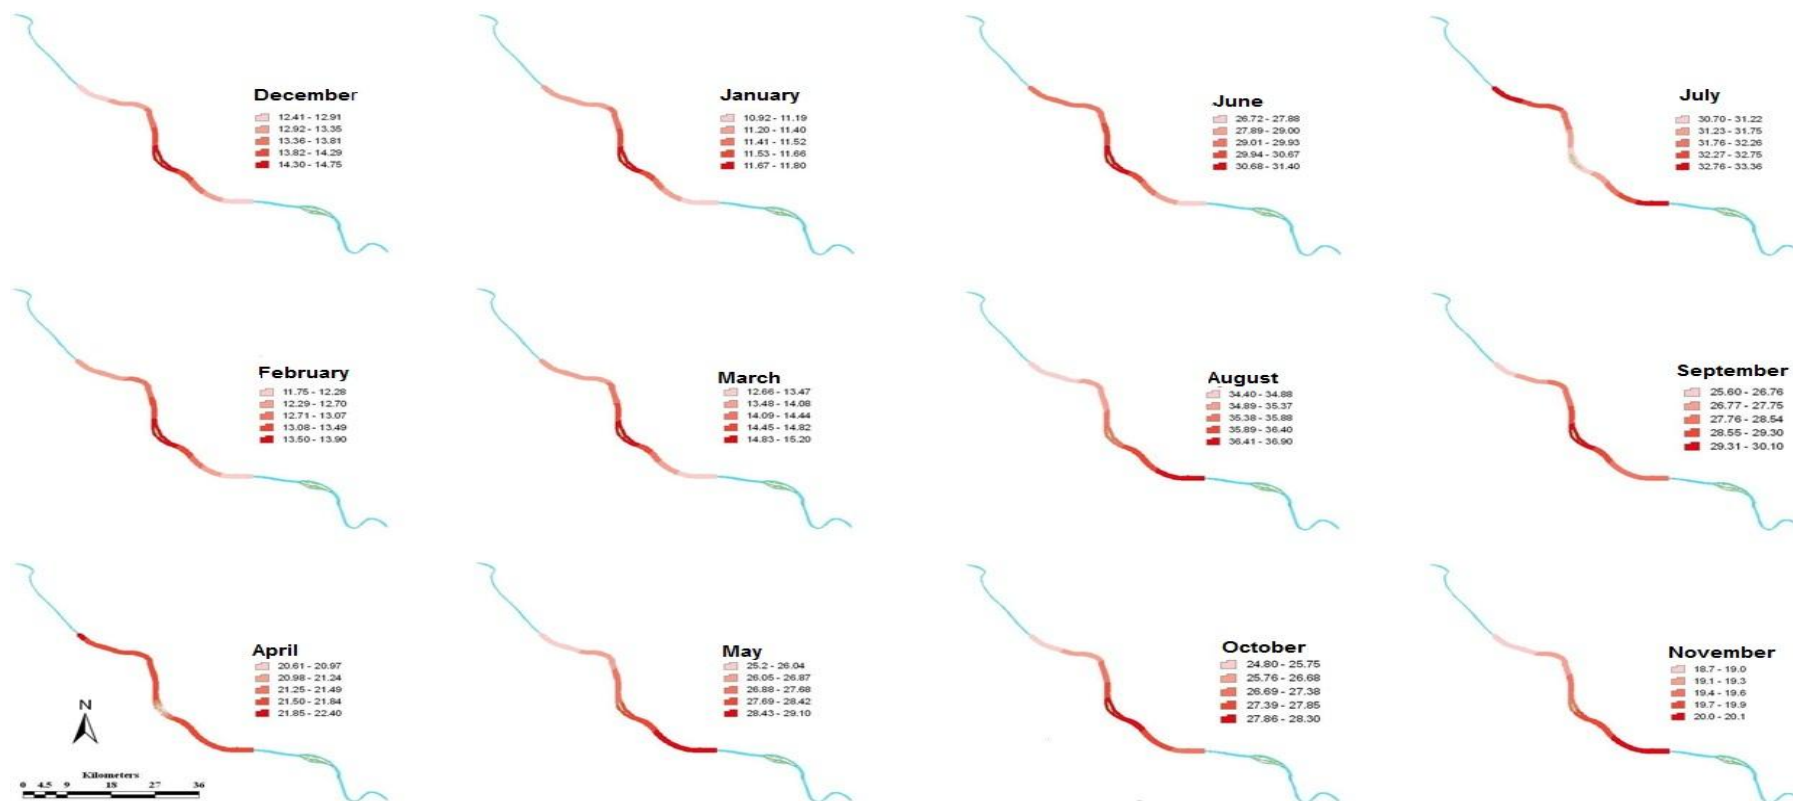 December
12.41 - 12.91
12.92 - 13.35
13.36 - 13.81
13.82 - 14.29
14.30 - 14.75
January
10.92 - 11.19
11.20 - 11.40
11.41 - 11.52
11.53 - 11.66
11.67 - 11.80
June
26.72 - 27.88
27.89 - 29.00
29.01 - 29.93
29.94 - 30.67
30.68 - 31.40
July
30.70 - 31.22
31.23 - 31.75
31.76 - 32.26
32.27 - 32.75
32.76 - 33.36
February
11.75 - 12.28
12.29 - 12.70
12.71 - 13.07
13.08 - 13.49
13.50 - 13.90
March
12.66 - 13.47
13.48 - 14.08
14.09 - 14.44
14.45 - 14.82
14.83 - 15.20
August
34.40 - 34.88
34.89 - 35.37
35.38 - 35.88
35.89 - 36.40
36.41 - 36.90
September
25.60 - 26.76
26.77 - 27.75
27.76 - 28.54
28.55 - 29.30
29.31 - 30.10
April
20.61 - 20.97
20.98 - 21.24
21.25 - 21.49
21.50 - 21.84
21.85 - 22.40
May
25.2 - 26.04
26.05 - 26.87
26.88 - 27.68
27.69 - 28.42
28.43 - 29.10
October
24.80 - 25.75
25.76 - 26.68
26.69 - 27.38
27.39 - 27.85
27.86 - 28.30
November
18.7 - 19.0
19.1 - 19.3
19.4 - 19.6
19.7 - 19.9
20.0 - 20.1
N
Kilometers
0 4.5 9 18 27 36